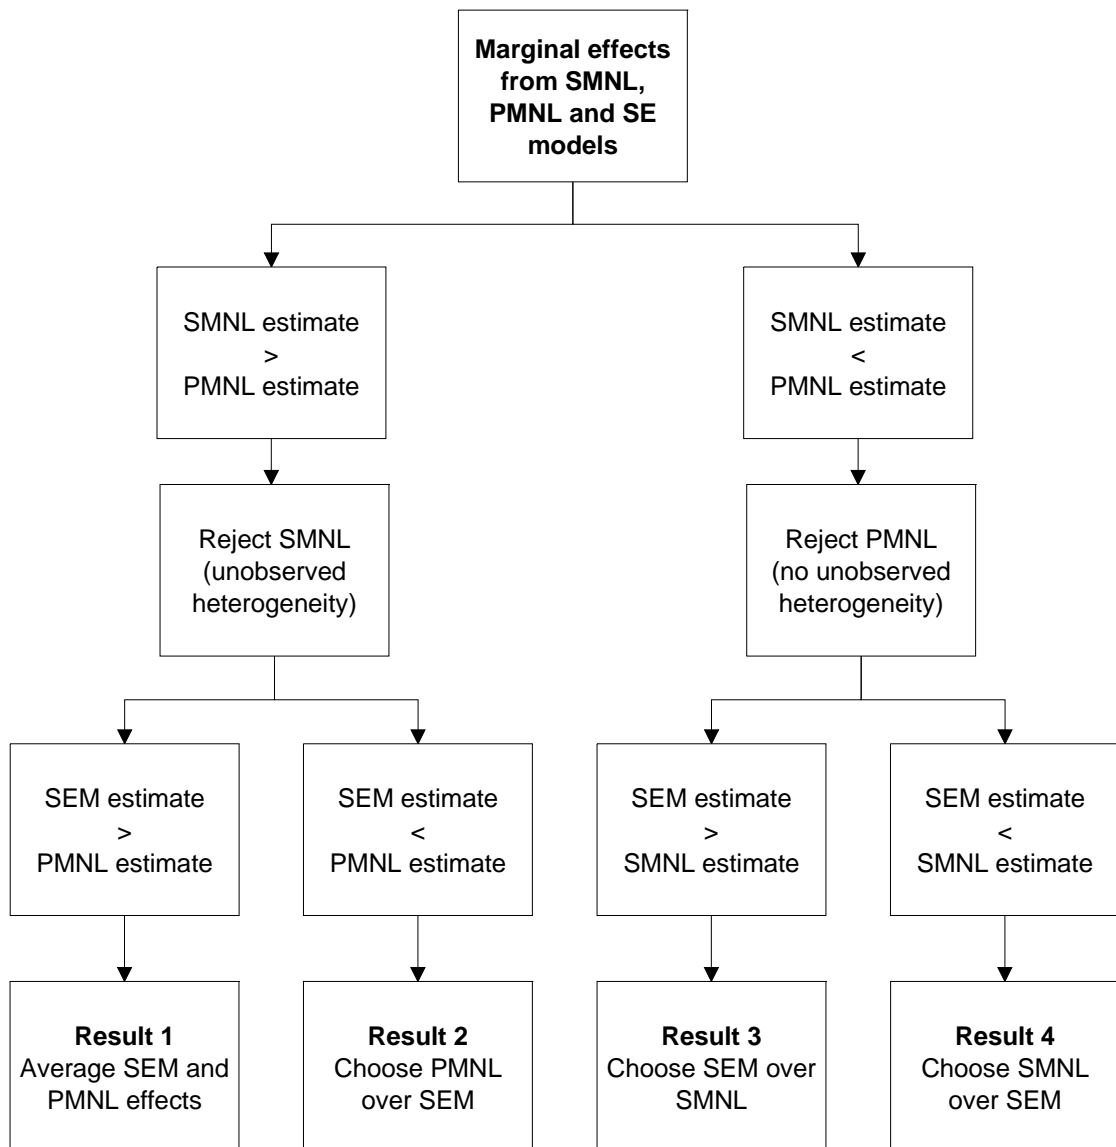 Marginal effects
from SMNL,
PMNL and SE
models
SMNL estimate
>
PMNL estimate
SMNL estimate
<
PMNL estimate
Reject SMNL
(unobserved
heterogeneity)
Reject PMNL
(no unobserved
heterogeneity)
SEM estimate
>
PMNL estimate
SEM estimate
<
PMNL estimate
SEM estimate
>
SMNL estimate
SEM estimate
<
SMNL estimate
Result 1
Average SEM and
PMNL effects
Result 2
Choose PMNL
over SEM
Result 3
Choose SEM over
SMNL
Result 4
Choose SMNL
over SEM